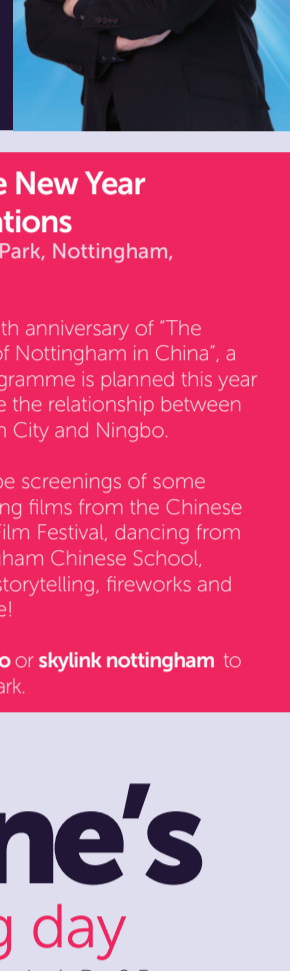 e New Year
ations
Park, Nottingham,
th anniversary of “The
of Nottingham in China”, a
gramme is planned this year
e the relationship between
n City and Ningbo.
be screenings of some
ng films from the Chinese
Film Festival, dancing from
gham Chinese School,
storytelling, fireworks and
e!
o or skylink nottingham to
ark.
ne’s
g day